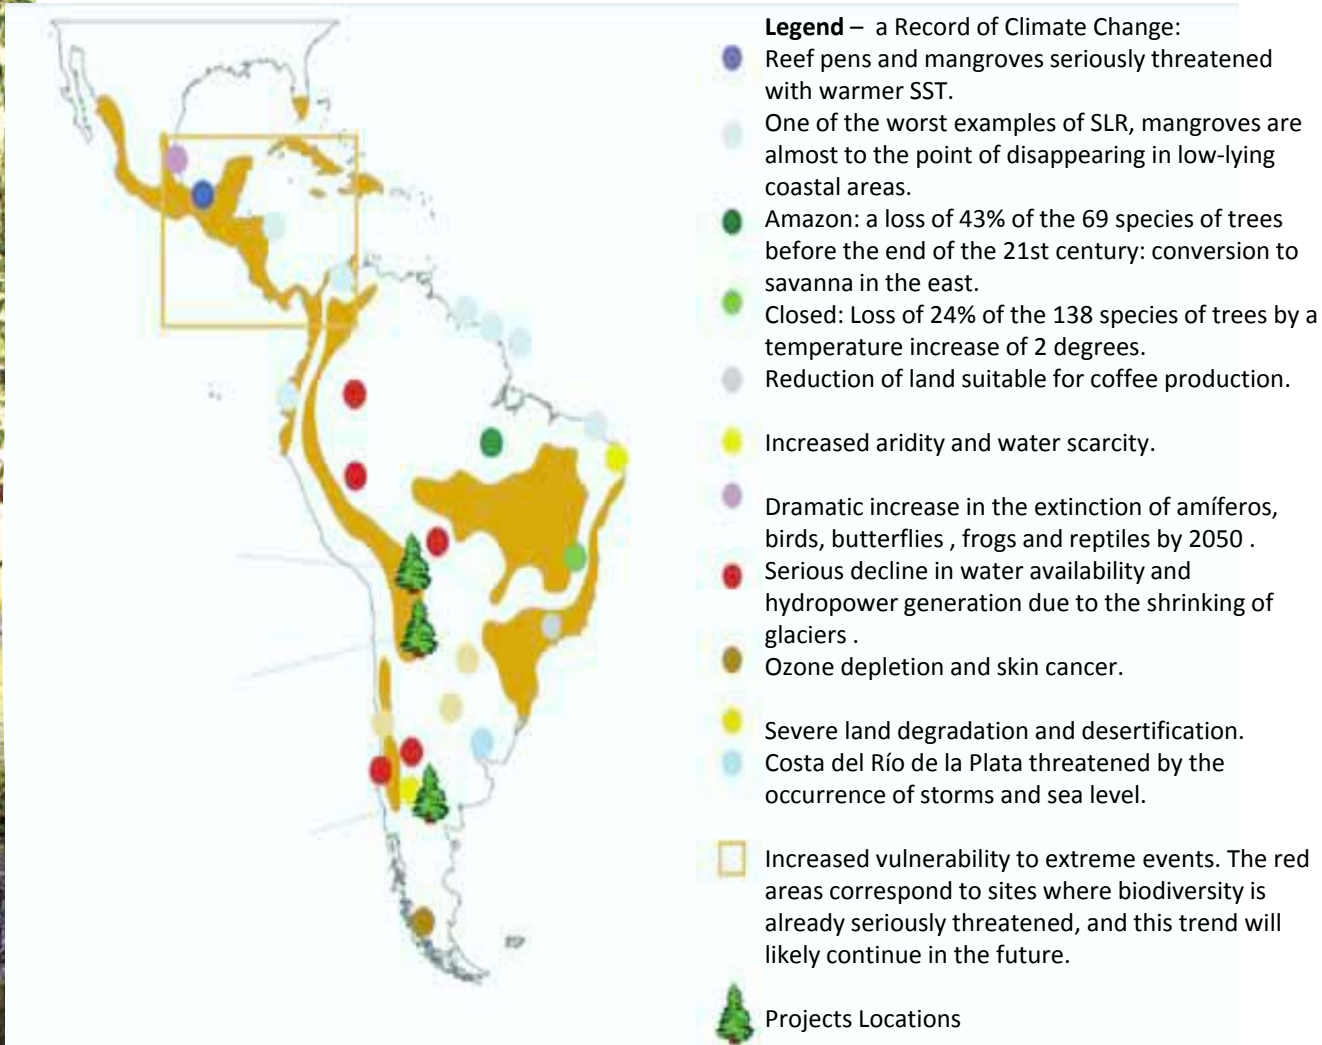 Legend – a Record of Climate Change:
Reef pens and mangroves seriously threatened
with warmer SST.
One of the worst examples of SLR, mangroves are
almost to the point of disappearing in low-lying
coastal areas.
Amazon: a loss of 43% of the 69 species of trees
before the end of the 21st century: conversion to
savanna in the east.
Closed: Loss of 24% of the 138 species of trees by a
temperature increase of 2 degrees.
Reduction of land suitable for coffee production.
Increased aridity and water scarcity.
Dramatic increase in the extinction of amíferos,
birds, butterflies , frogs and reptiles by 2050 .
Serious decline in water availability and
hydropower generation due to the shrinking of
glaciers .
Ozone depletion and skin cancer.
Severe land degradation and desertification.
Costa del Río de la Plata threatened by the
occurrence of storms and sea level.
Increased vulnerability to extreme events. The red
areas correspond to sites where biodiversity is
already seriously threatened, and this trend will
likely continue in the future.
Projects Locations